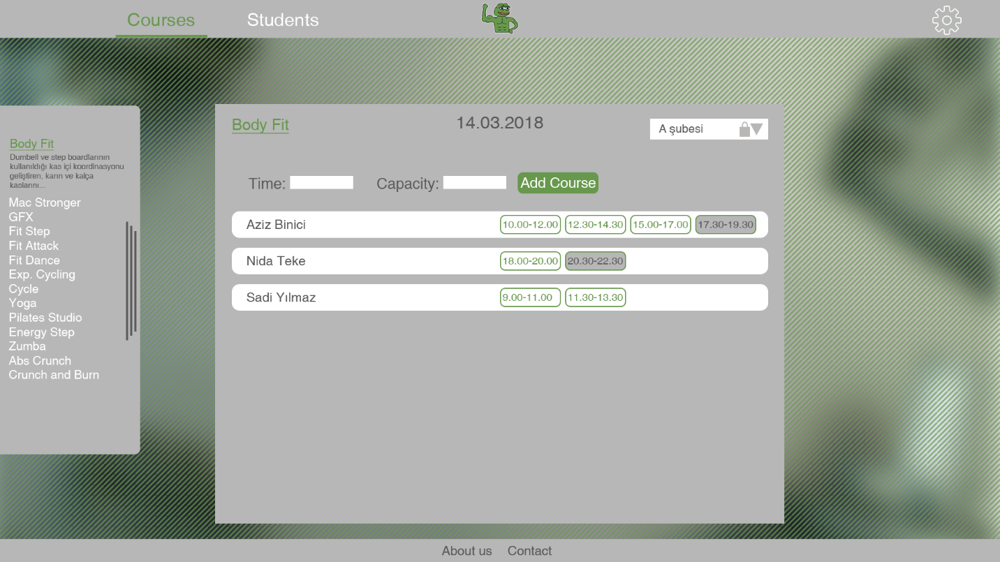 Courses
Students
Body Fit
Dumbell ve step boardlarının
kullanıldığı kas içi koordinasyonu
geliştiren, karın ve kalça
kaslarını...
Mac Stronger
GFX
Fit Step
Fit Attack
Fit Dance
Exp. Cycling
Cycle
Yoga
Pilates Studio
Energy Step
Zumba
Abs Crunch
Crunch and Burn
Body Fit
14.03.2018
A şubesi
Time:
Capacity:
Add Course
Aziz Binici 10.00-12.00 12.30-14.30 15.00-17.00 17.30-19.30
Nida Teke 18.00-20.00 20.30-22.30
Sadi Yılmaz 9.00-11.00 11.30-13.30
About us
Contact